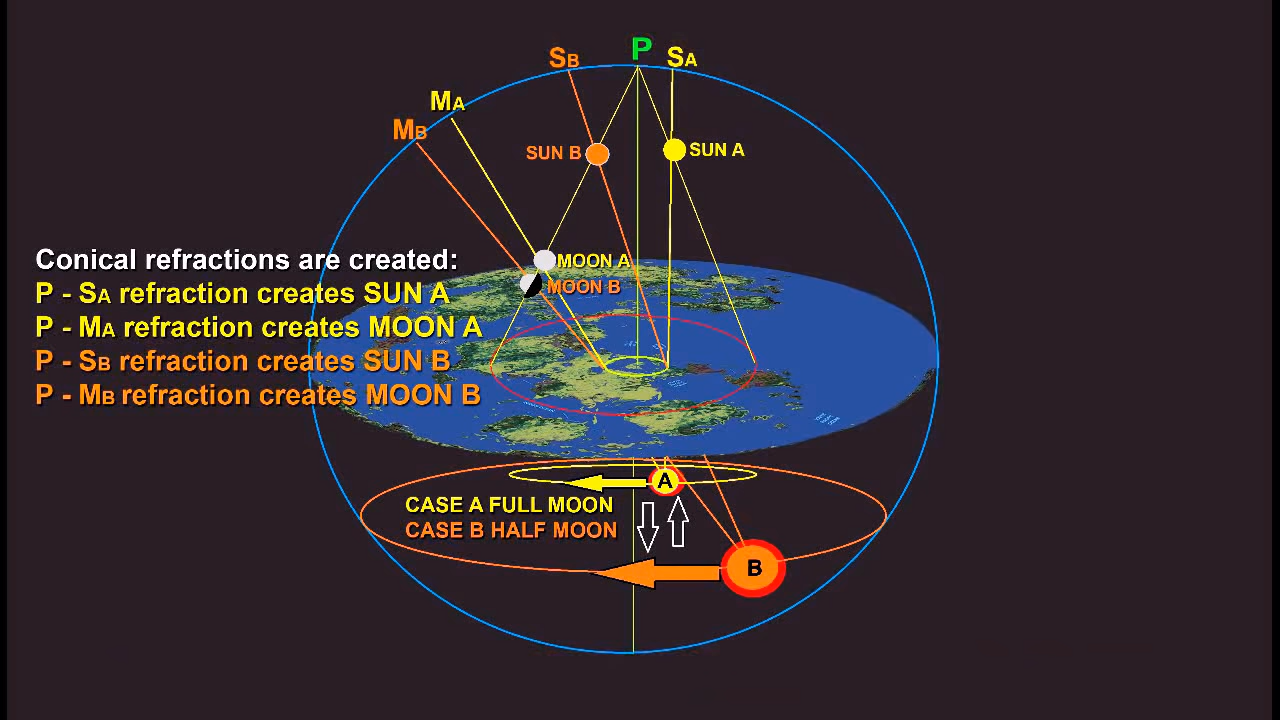 SB P SA
MA
MB
SUN B SUN A
Conical refractions are created:
MOON A
P - SA refraction creates SUN A
MOON B
P - MA refraction creates MOON A
P - SB refraction creates SUN B
P - MB refraction creates MOON B
A
CASE A FULL MOON
CASE B HALF MOON
B